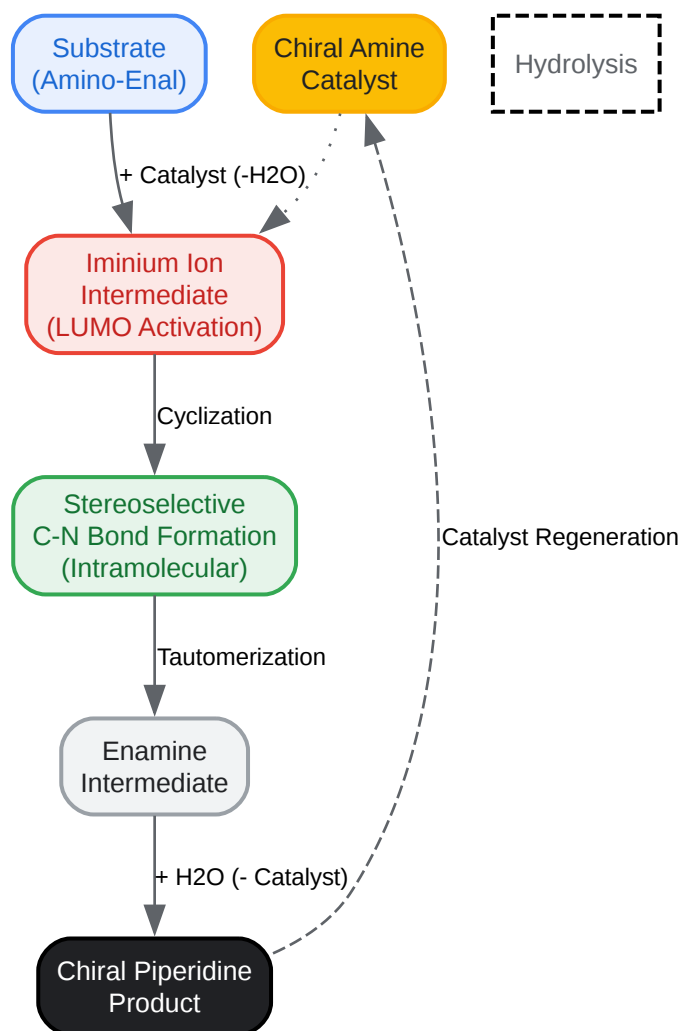 Substrate
(Amino-Enal)
Chiral Amine
Catalyst
Hydrolysis
+ Catalyst (-H2O)
Iminium Ion
Intermediate
(LUMO Activation)
Cyclization
Stereoselective
C-N Bond Formation
(Intramolecular)
Catalyst Regeneration
Tautomerization
Enamine
Intermediate
+ H2O (- Catalyst)
Chiral Piperidine
Product